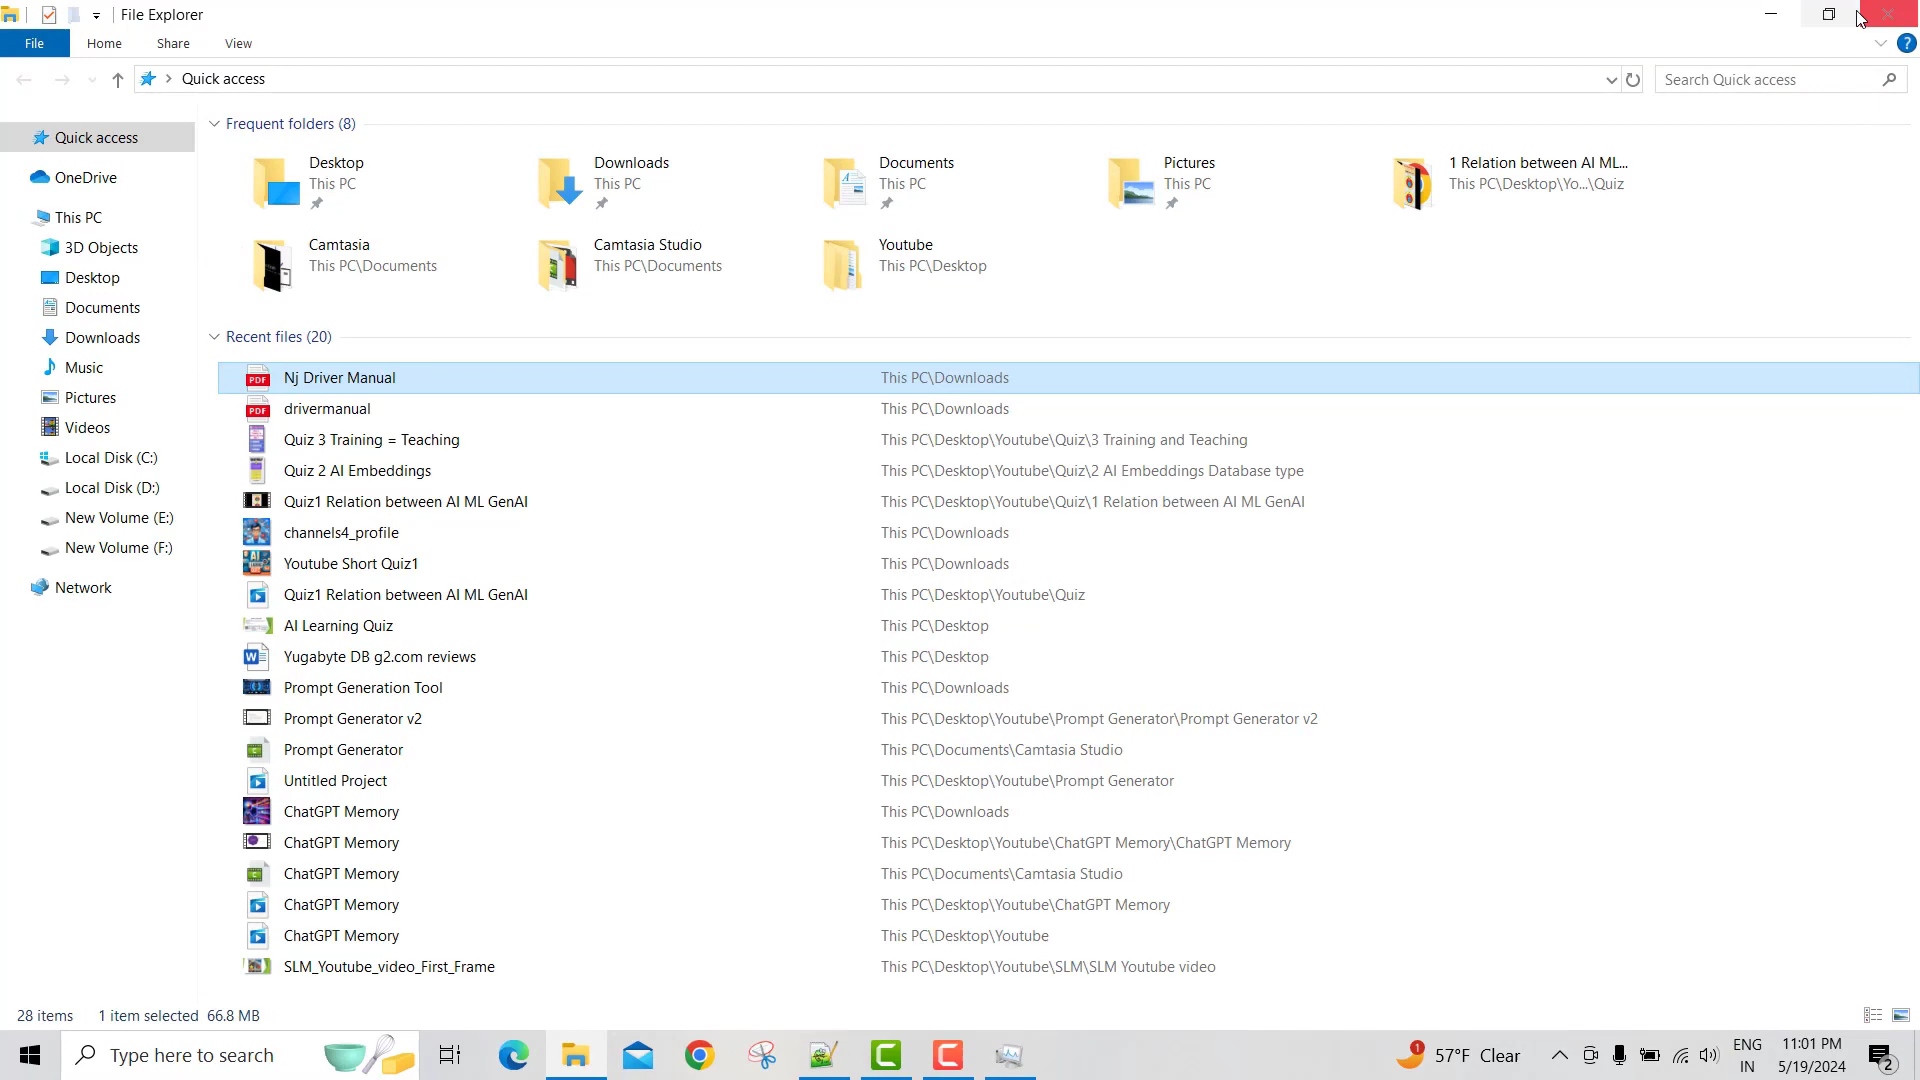 File Explorer
File Home Share View
Quick access
Search Quick access
Quick access
OneDrive
This PC
3D Objects
Desktop
Documents
Downloads
Music
Pictures
Videos
Local Disk (C:)
Local Disk (D:)
New Volume (E:)
New Volume (F:)
Network
Frequent folders (8)
Desktop
This PC
Downloads
This PC
Documents
This PC
Pictures
This PC
1 Relation between AI ML...
This PC\Desktop\Yo...\Quiz
Camtasia
This PC\Documents
Camtasia Studio
This PC\Documents
Youtube
This PC\Desktop
Recent files (20)
Nj Driver Manual This PC\Downloads
drivermanual This PC\Downloads
Quiz 3 Training = Teaching This PC\Desktop\Youtube\Quiz\3 Training and Teaching
Quiz 2 AI Embeddings This PC\Desktop\Youtube\Quiz\2 AI Embeddings Database type
Quiz1 Relation between AI ML GenAI This PC\Desktop\Youtube\Quiz\1 Relation between AI ML GenAI
channels4_profile This PC\Downloads
Youtube Short Quiz1 This PC\Downloads
Quiz1 Relation between AI ML GenAI This PC\Desktop\Youtube\Quiz
AI Learning Quiz This PC\Desktop
Yugabyte DB g2.com reviews This PC\Desktop
Prompt Generation Tool This PC\Downloads
Prompt Generator v2 This PC\Desktop\Youtube\Prompt Generator\Prompt Generator v2
Prompt Generator This PC\Documents\Camtasia Studio
Untitled Project This PC\Desktop\Youtube\Prompt Generator
ChatGPT Memory This PC\Downloads
ChatGPT Memory This PC\Desktop\Youtube\ChatGPT Memory\ChatGPT Memory
ChatGPT Memory This PC\Documents\Camtasia Studio
ChatGPT Memory This PC\Desktop\Youtube\ChatGPT Memory
ChatGPT Memory This PC\Desktop\Youtube
SLM_Youtube_video_First_Frame This PC\Desktop\Youtube\SLM\SLM Youtube video
28 items 1 item selected 66.8 MB
Type here to search
1
57°F Clear
ENG
IN
11:01 PM
5/19/2024
2